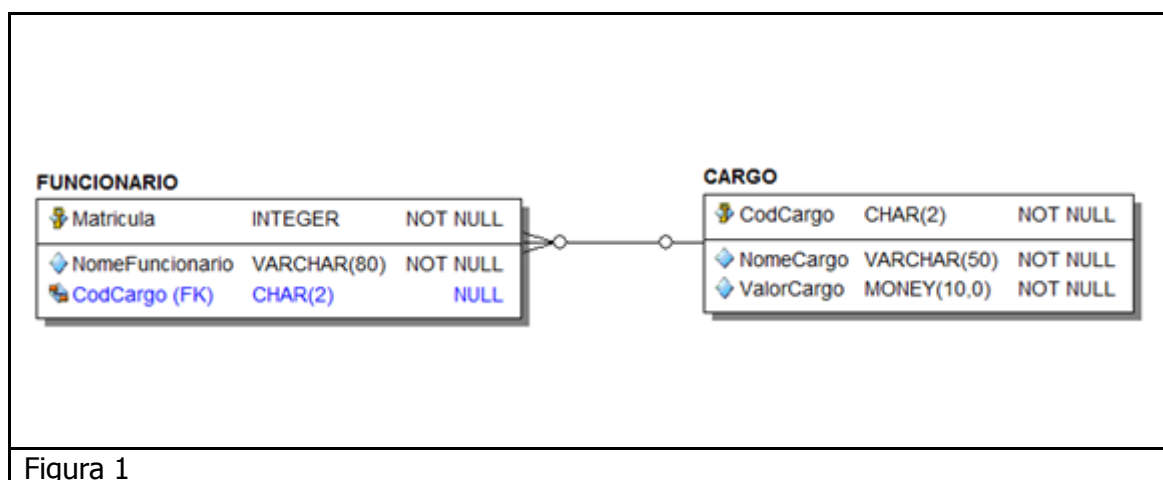 FUNCIONARIO
Matricula INTEGER NOT NULL
NomeFuncionario VARCHAR(80) NOT NULL
CodCargo (FK) CHAR(2) NULL
CARGO
CodCargo CHAR(2) NOT NULL
NomeCargo VARCHAR(50) NOT NULL
ValorCargo MONEY(10,0) NOT NULL
Figura 1